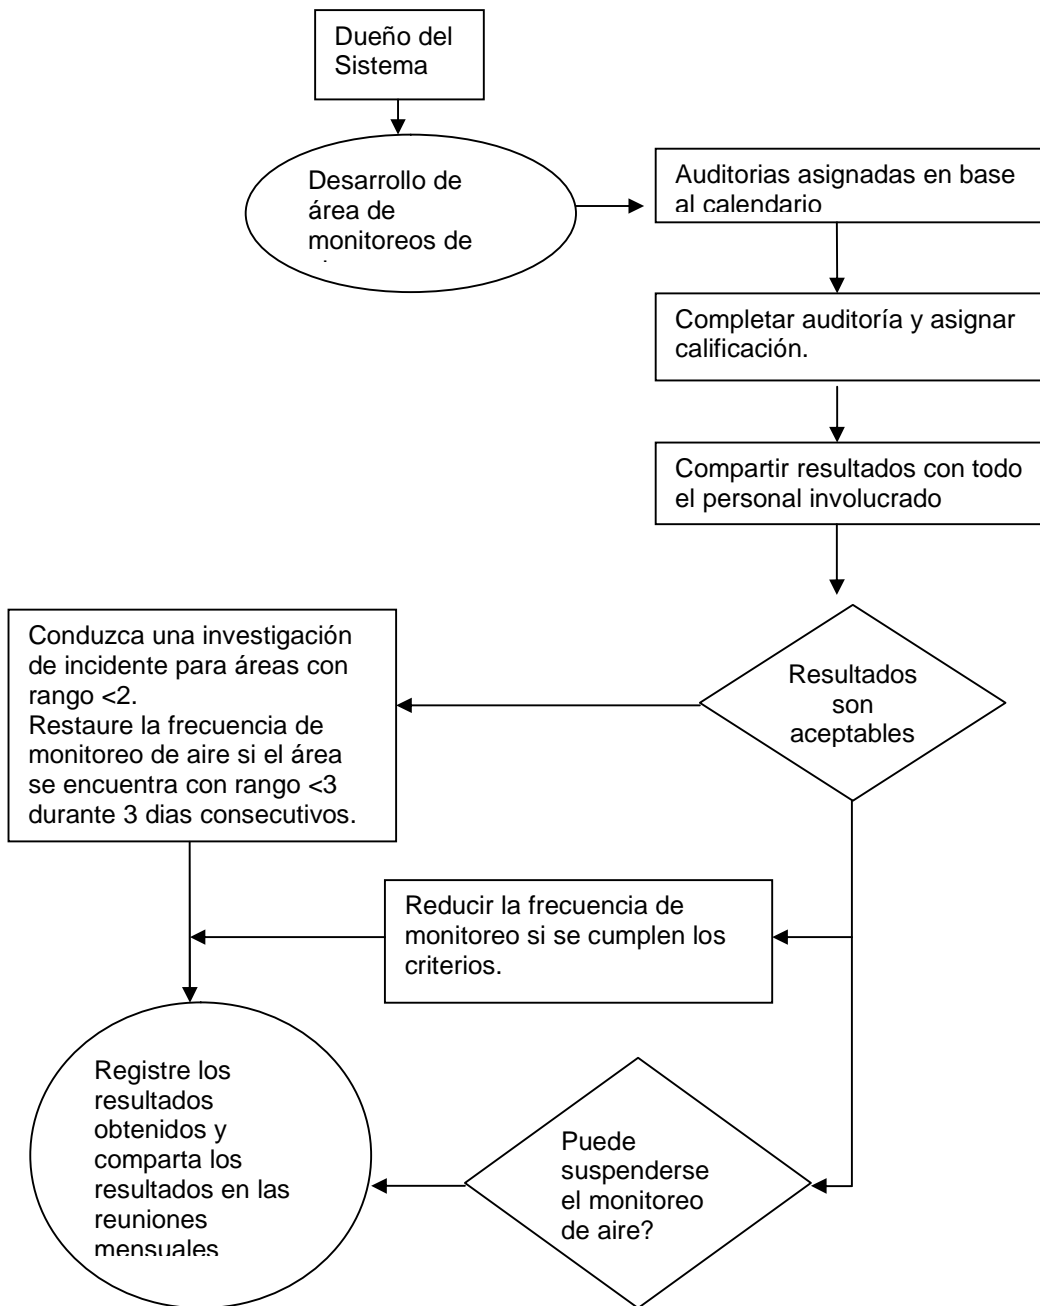 Dueño del
Sistema
Desarrollo de
área de
monitoreos de
Auditorias asignadas en base
al calendario
Completar auditoría y asignar
calificación.
Compartir resultados con todo
el personal involucrado
Resultados
son
aceptables
Conduzca una investigación
de incidente para áreas con
rango <2.
Restaure la frecuencia de
monitoreo de aire si el área
se encuentra con rango <3
durante 3 dias consecutivos.
Reducir la frecuencia de
monitoreo si se cumplen los
criterios.
Registre los
resultados
obtenidos y
comparta los
resultados en las
reuniones
mensuales
Puede
suspenderse
el monitoreo
de aire?